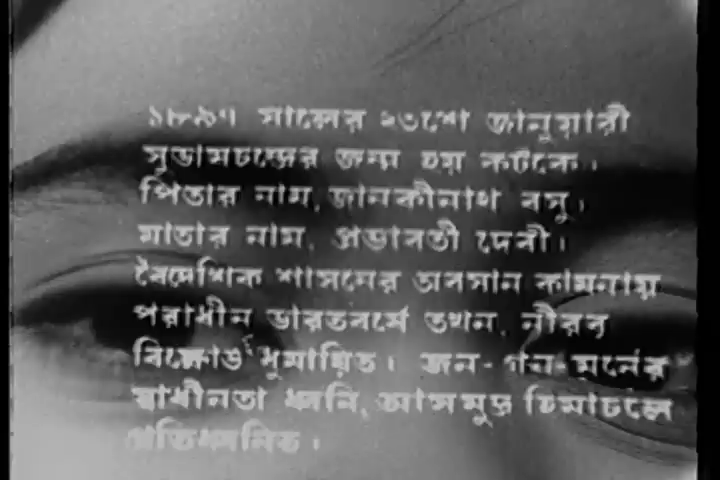 ১৮৯৭ সালের ২৩শে জানুয়ারী
সুভাষচন্দ্রের জন্ম হয় কটকে।
পিতার নাম, জানকীনাথ বসু।
মাতার নাম, প্রভাবতী দেবী।
বৈদেশিক শাসনের অবসান কামনায়
পরাধীন ভারতবর্ষে তখন, নীরব
বিক্ষোভ ধুমায়িত। জন-গন-মনের
স্বাধীনতা ধ্বনি, আসমুদ্র হিমাচলে
প্রতিধ্বনিত।